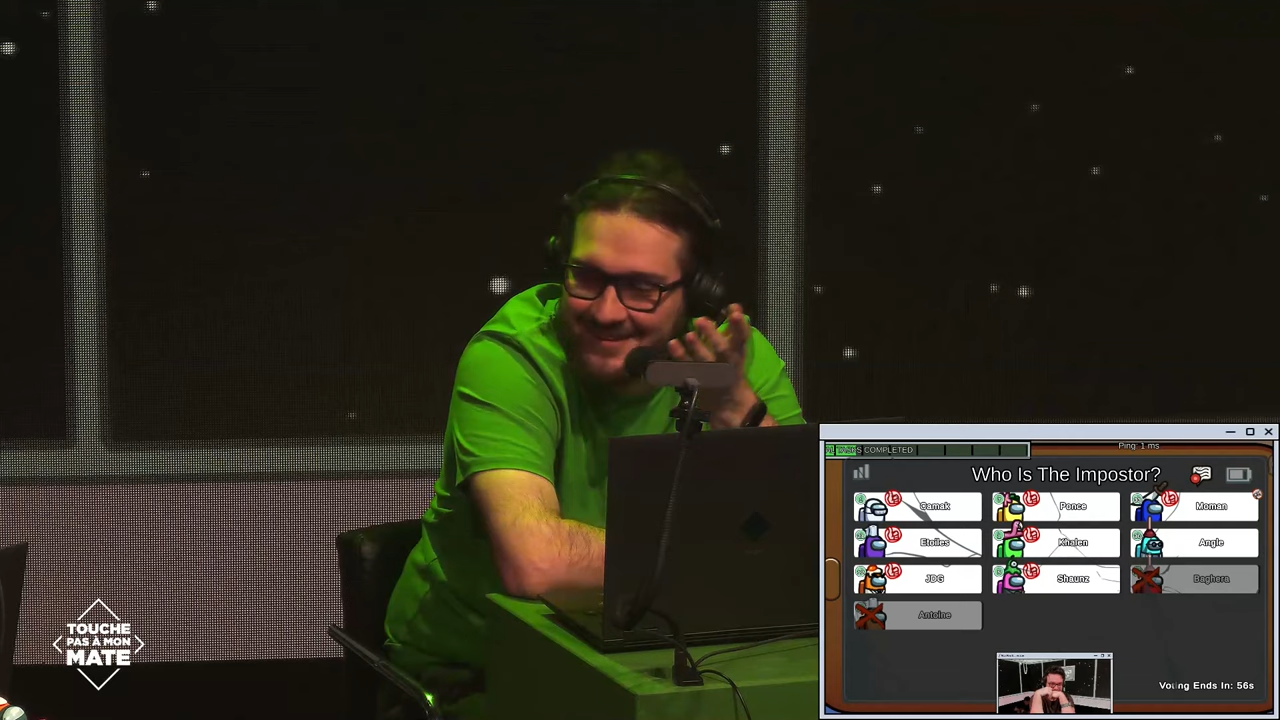 TOUCHE
PAS À MON
MATE
COMPLETED
Ping: 1 ms
Who Is The Impostor?
Gamak
Ponce
Moman
Etoiles
Khalen
Angle
JDG
Shaunz
Baghera
Antoine
Voting Ends In: 56s